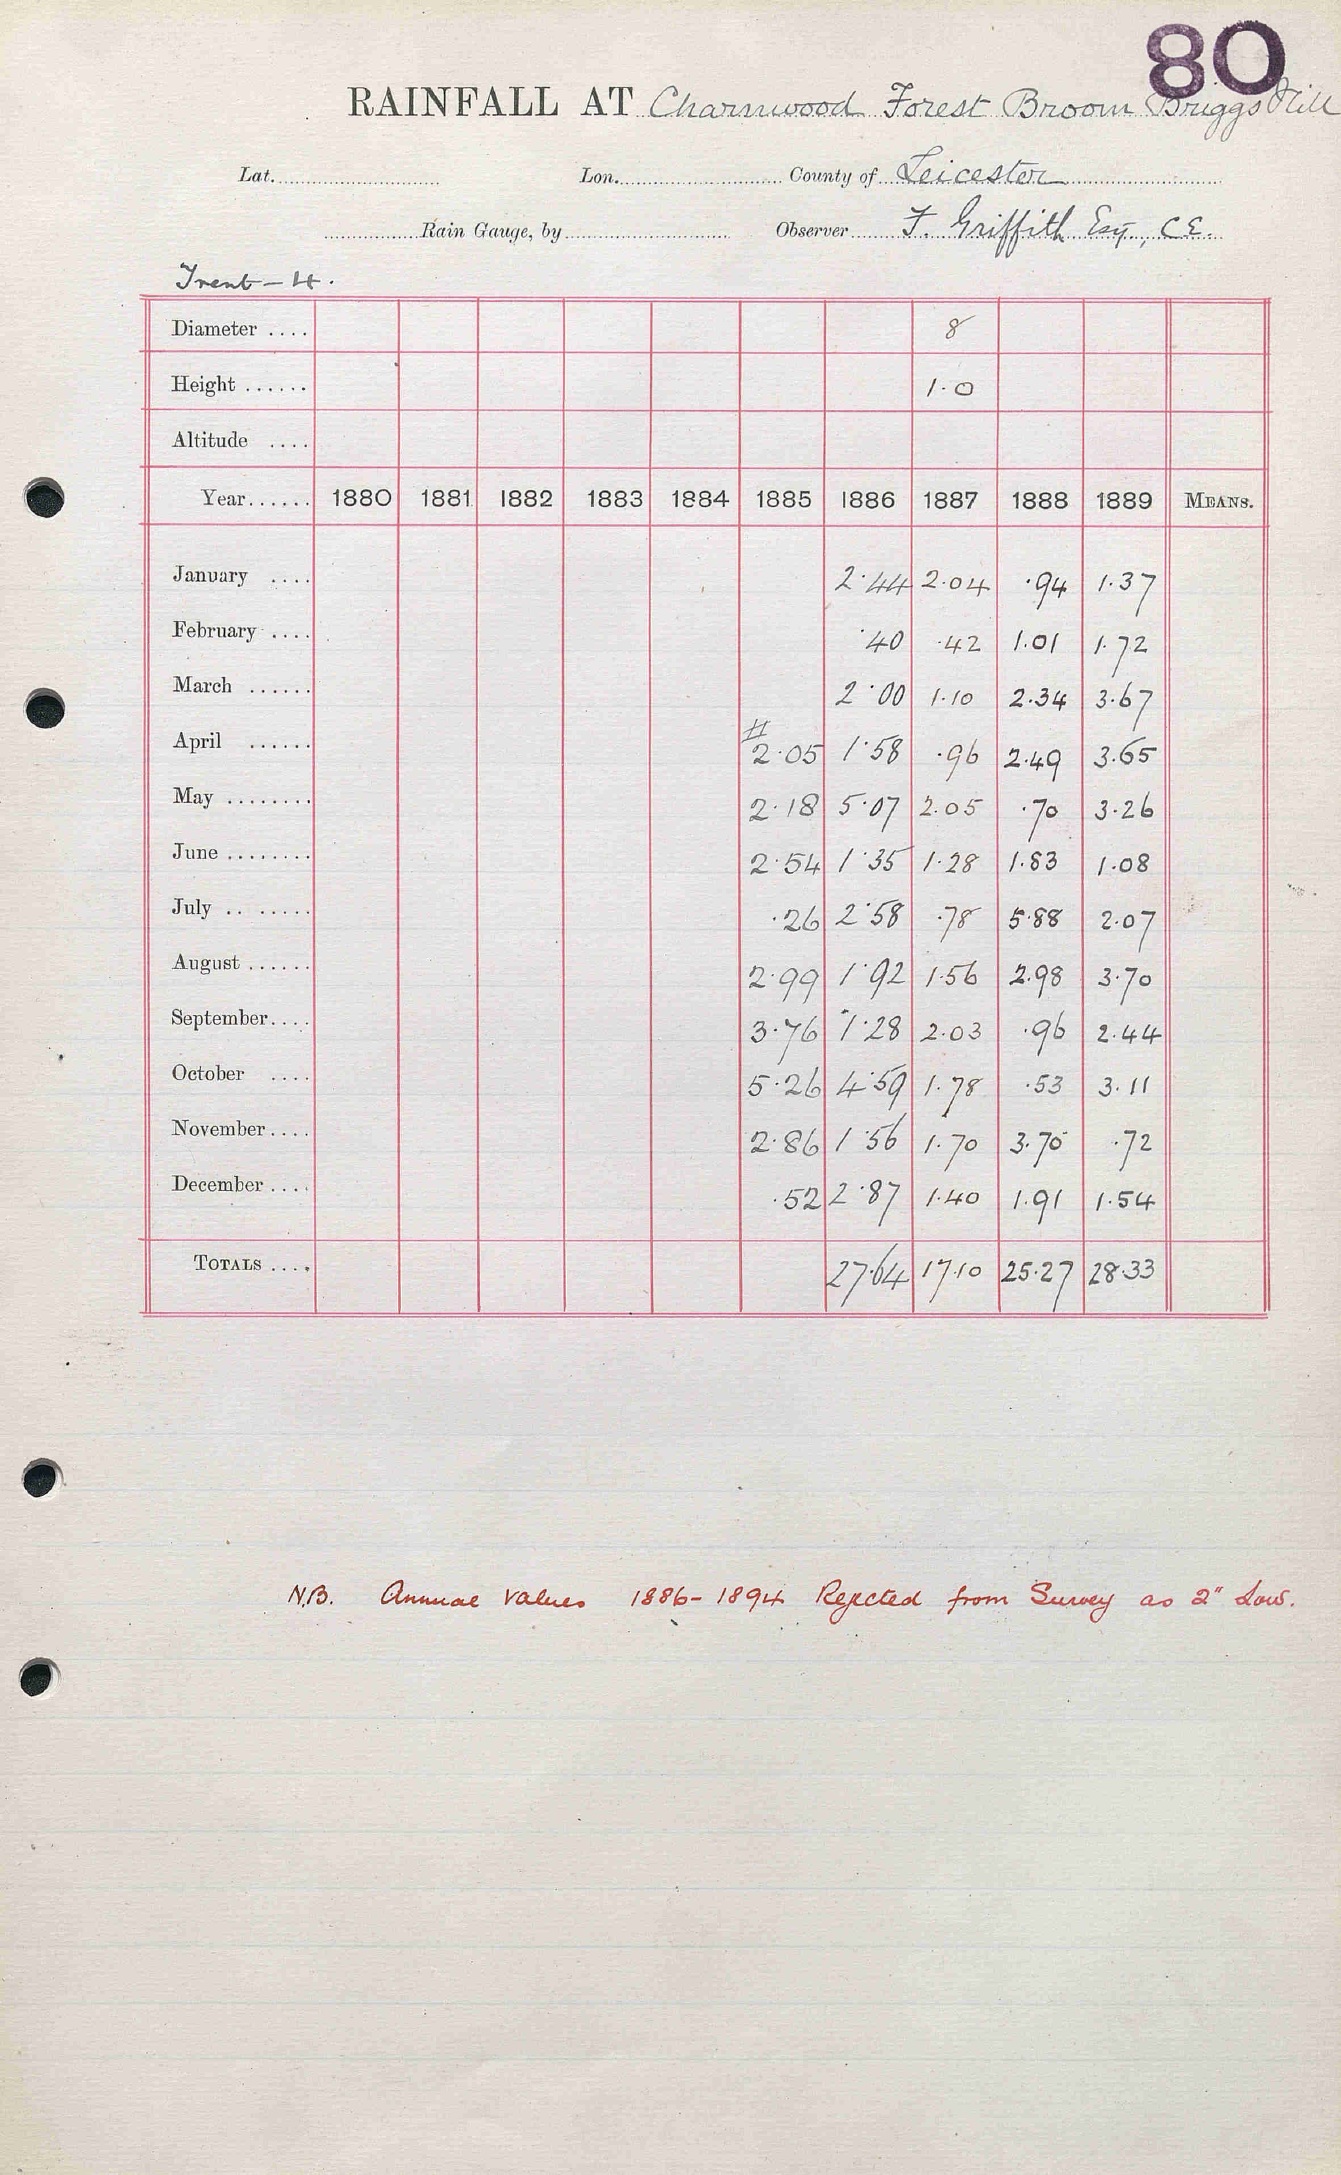 80
RAINFALL AT Charnwood Forest Broom Briggs Hill
Lat. Lon. County of Leicester
Rain Gauge, by Observer F. Griffith Esq, C.E.
Trent - 4.
Diameter .... 8
Height ...... 1.0
Altitude ....
Year...... 1880 1881 1882 1883 1884 1885 1886 1887 1888 1889 MEANS.
January .... 2.44 2.04 .94 1.37
February .... .40 .42 1.01 1.72
March ...... 2.00 1.10 2.34 3.67
April ...... # 2.05 1.58 .96 2.49 3.65
May ........ 2.18 5.07 2.05 .70 3.26
June ........ 2.54 1.35 1.28 1.83 1.08
July .. ..... .26 2.58 .78 5.88 2.07
August ...... 2.99 1.92 1.56 2.98 3.70
September.... 3.76 1.28 2.03 .96 2.44
October .... 5.26 4.59 1.78 .53 3.11
November.... 2.86 1.56 1.70 3.70 .72
December .... .52 2.87 1.40 1.91 1.54
TOTALS .... 27.64 17.10 25.27 28.33
N.B. Annual Values 1886-1894 Rejected from Survey as 2" Low.